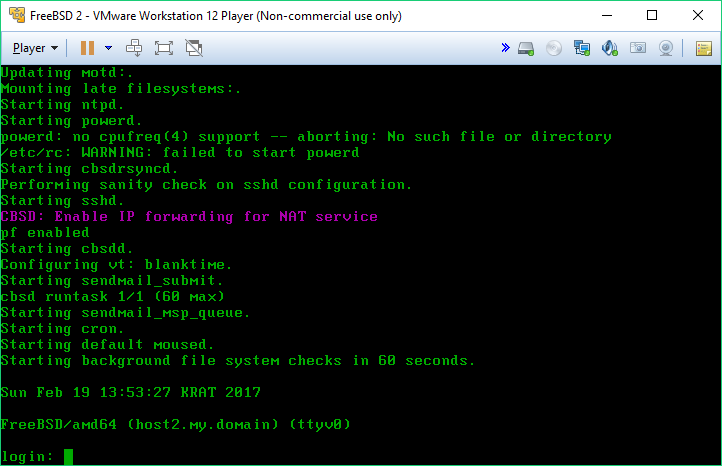 FreeBSD 2 - VMware Workstation 12 Player (Non-commercial use only)
Player
Updating motd:.
Mounting late filesystems:.
Starting ntpd.
Starting powerd.
powerd: no cpufreq(4) support -- aborting: No such file or directory
/etc/rc: WARNING: failed to start powerd
Starting cbsdrsyncd.
Performing sanity check on sshd configuration.
Starting sshd.
CBSD: Enable IP forwarding for NAT service
pf enabled
Starting cbsdd.
Configuring vt: blanktime.
Starting sendmail_submit.
cbsd runtask 1/1 (60 max)
Starting sendmail_msp_queue.
Starting cron.
Starting default moused.
Starting background file system checks in 60 seconds.
Sun Feb 19 13:53:27 KRAT 2017
FreeBSD/amd64 (host2.my.domain) (ttyv0)
login: